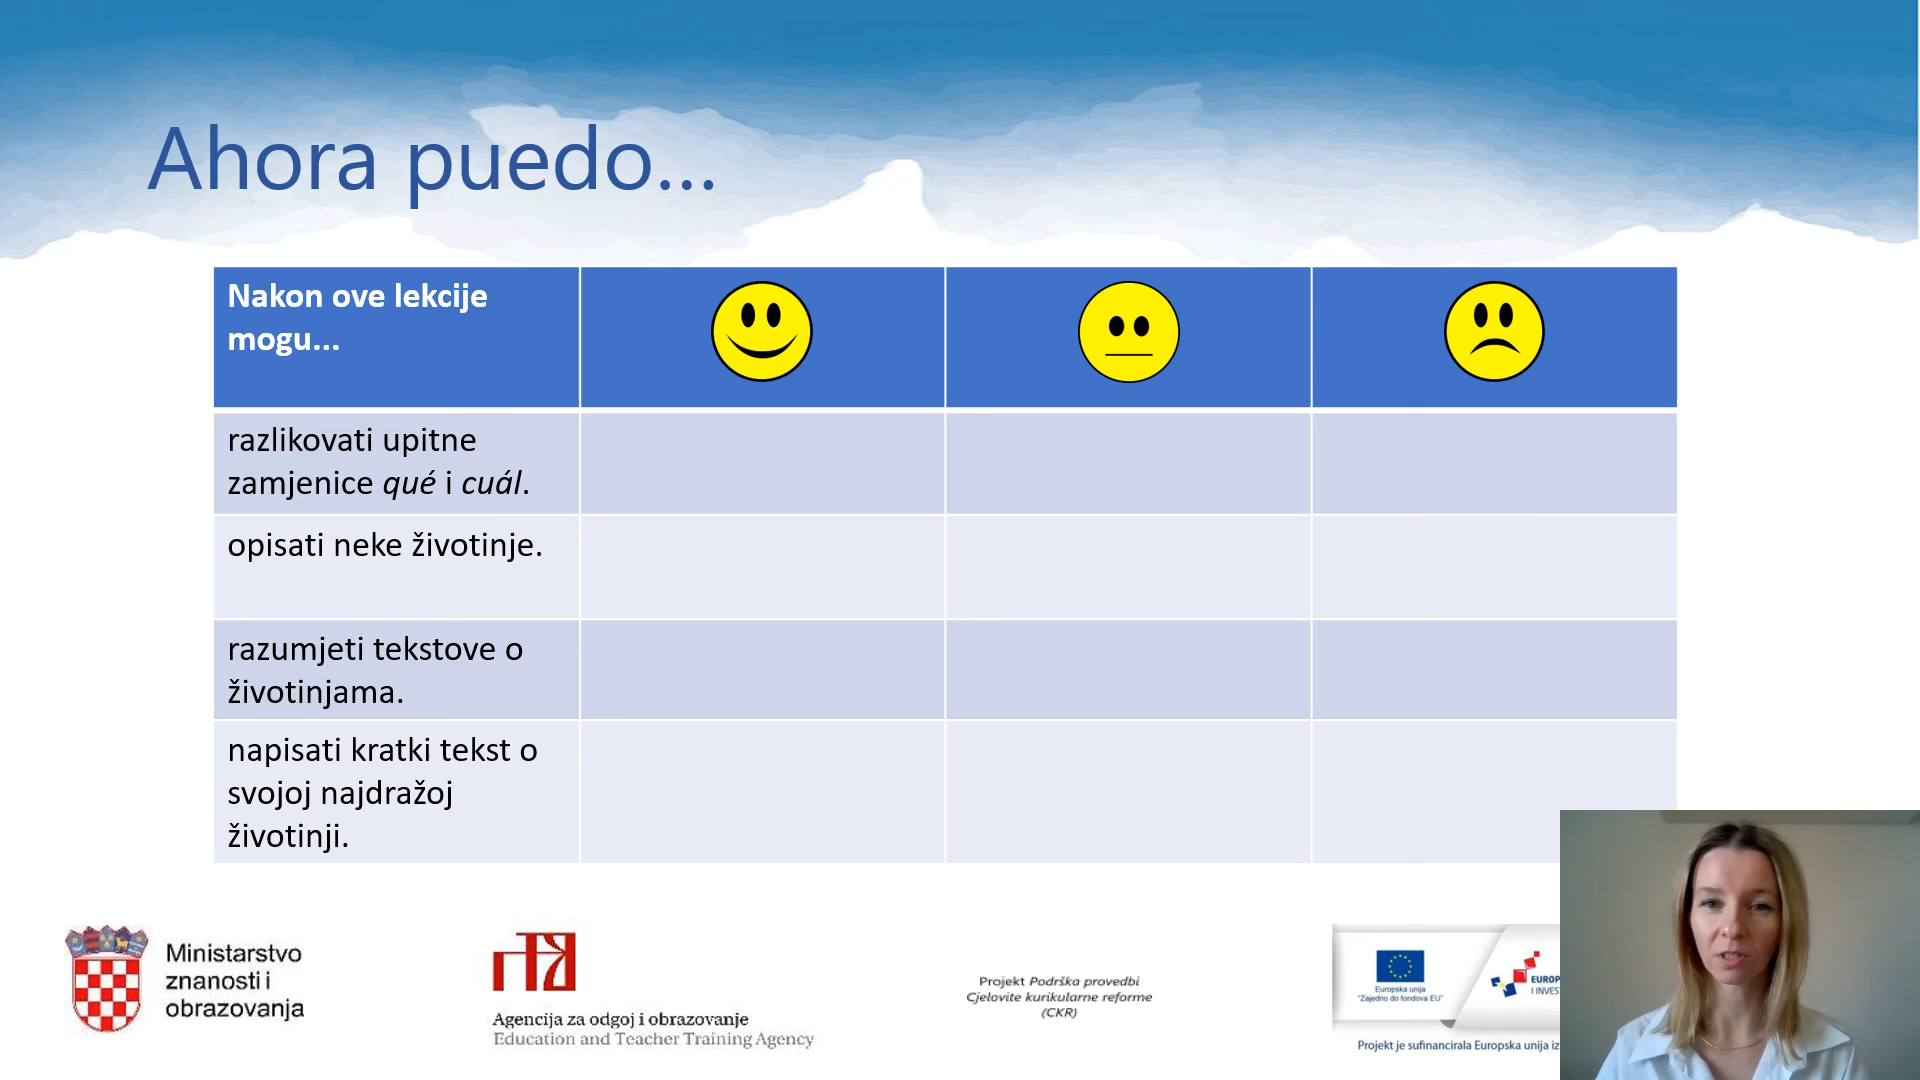 Ahora puedo...
Nakon ove lekcije
mogu...
razlikovati upitne
zamjenice qué i cuál.
opisati neke životinje.
razumjeti tekstove o
životinjama.
napisati kratki tekst o
svojoj najdražoj
životinji.
Ministarstvo
znanosti i
obrazovanja
Agencija za odgoj i obrazovanje
Education and Teacher Training Agency
Projekt Podrška provedbi
Cjelovite kurikularne reforme
(CKR)
Europska unija
"Zajedno do fondova EU"
EUROP
I INVES
Projekt je sufinancirala Europska unija iz